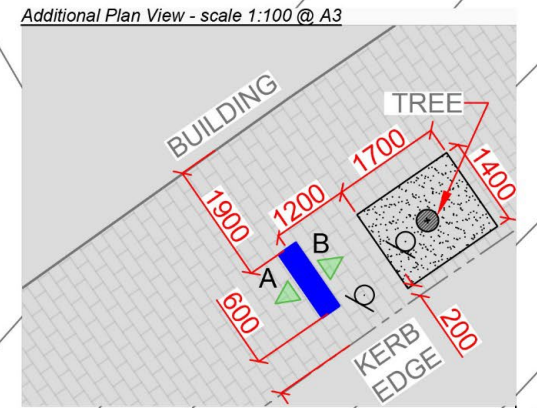 Additional Plan View - scale 1:100 @ A3
BUILDING
TREE
1700
1400
1200
1900
B
A
600
200
KERB
EDGE